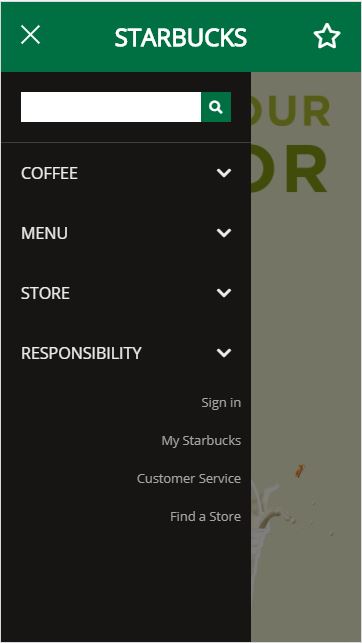 STARBUCKS
OUR
OR
COFFEE
MENU
STORE
RESPONSIBILITY
Sign in
My Starbucks
Customer Service
Find a Store